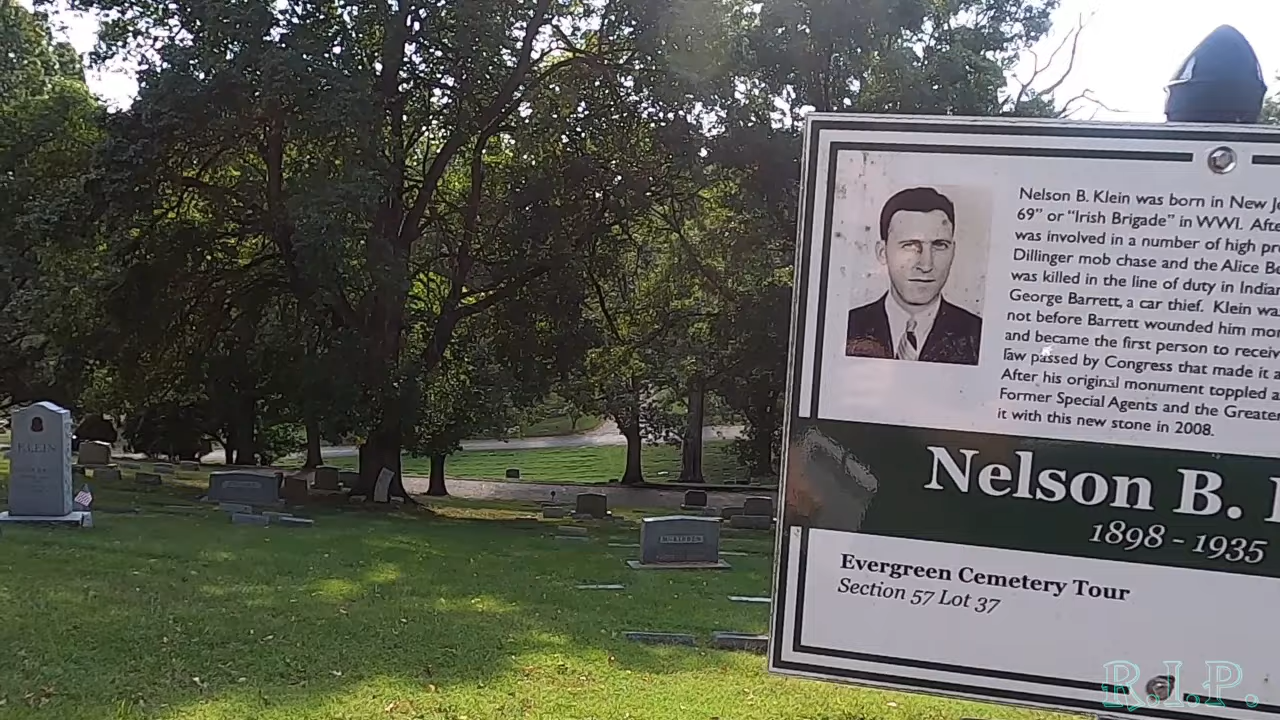 Nelson B. Klein was born in New
69” or “Irish Brigade” in WWI.
was involved in a number of high
Dillinger mob chase and the Alice
was killed in the line of duty in
George Barrett, a car thief. Klein
not before Barrett wounded him
and became the first person to
law passed by Congress that made it
After his original monument toppled
Former Special Agents and the
it with this new stone in 2008.
Nelson B.
1898 - 1935
Evergreen Cemetery Tour
Section 57 Lot 37
KLEIN
R.I.P.